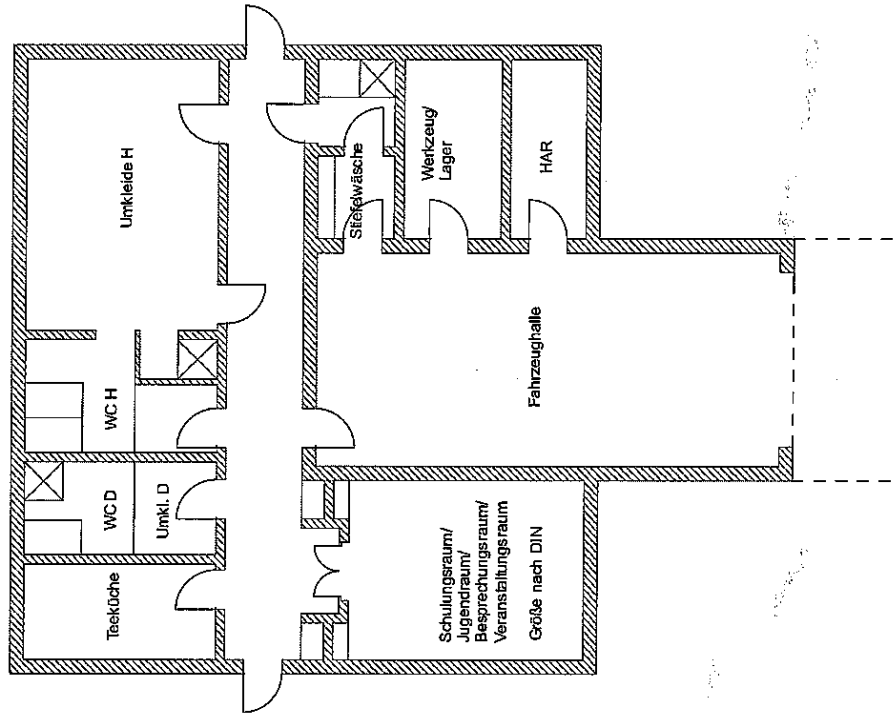 Umkleide H
WC H
WC D
Umkl. D
Teeküche
Stiefelwäsche
Werkzeug/
Lager
HAR
Fahrzeughalle
Schulungsraum/
Jugendraum/
Besprechungsraum/
Veranstaltungsraum
Größe nach DIN